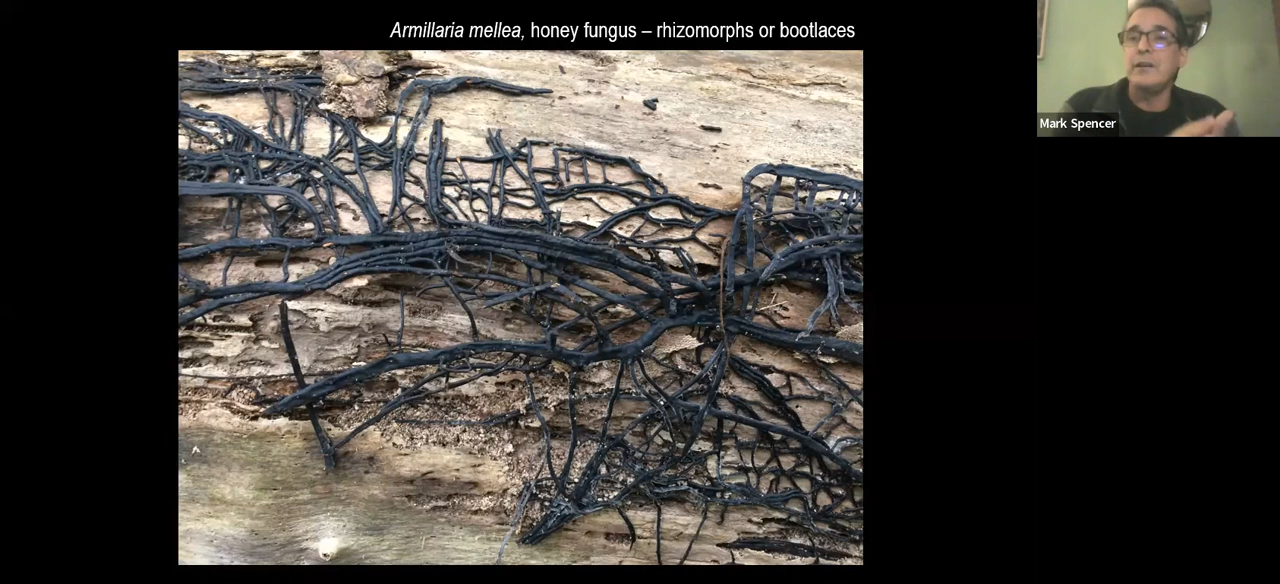 Armillaria mellea, honey fungus – rhizomorphs or bootlaces
Mark Spencer